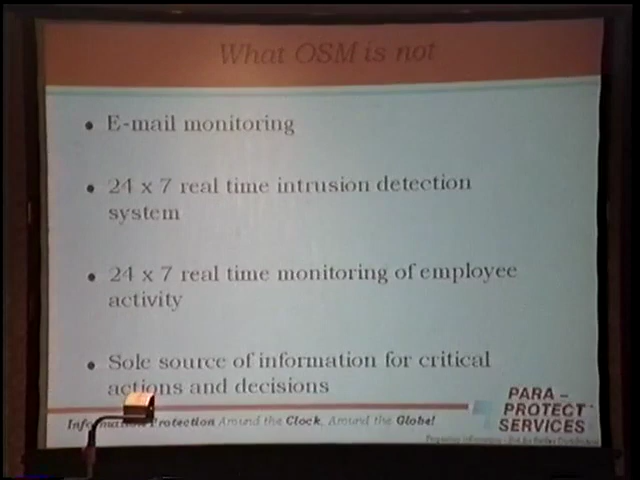 What OSM is not
• E-mail monitoring
• 24 x 7 real time intrusion detection
system
• 24 x 7 real time monitoring of employee
activity
• Sole source of information for critical
actions and decisions
Information Protection Around the Clock, Around the Globe!
PARA –
PROTECT
SERVICES